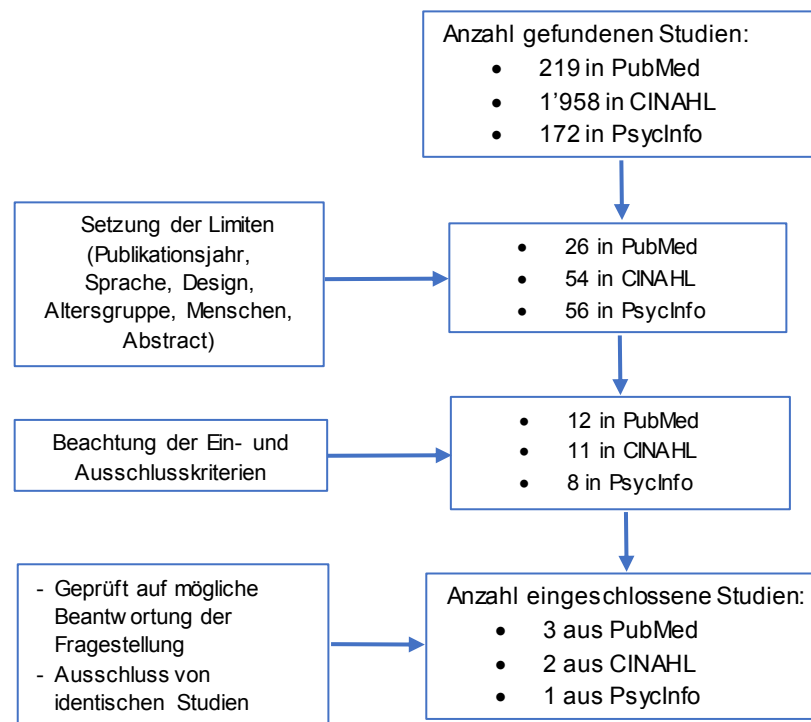 Anzahl gefundenen Studien:
• 219 in PubMed
• 1’958 in CINAHL
• 172 in PsycInfo
Setzung der Limiten
(Publikationsjahr,
Sprache, Design,
Altersgruppe, Menschen,
Abstract)
• 26 in PubMed
• 54 in CINAHL
• 56 in PsycInfo
Beachtung der Ein- und
Ausschlusskriterien
• 12 in PubMed
• 11 in CINAHL
• 8 in PsycInfo
- Geprüft auf mögliche
Beantwortung der
Fragestellung
- Ausschluss von
identischen Studien
Anzahl eingeschlossene Studien:
• 3 aus PubMed
• 2 aus CINAHL
• 1 aus PsycInfo